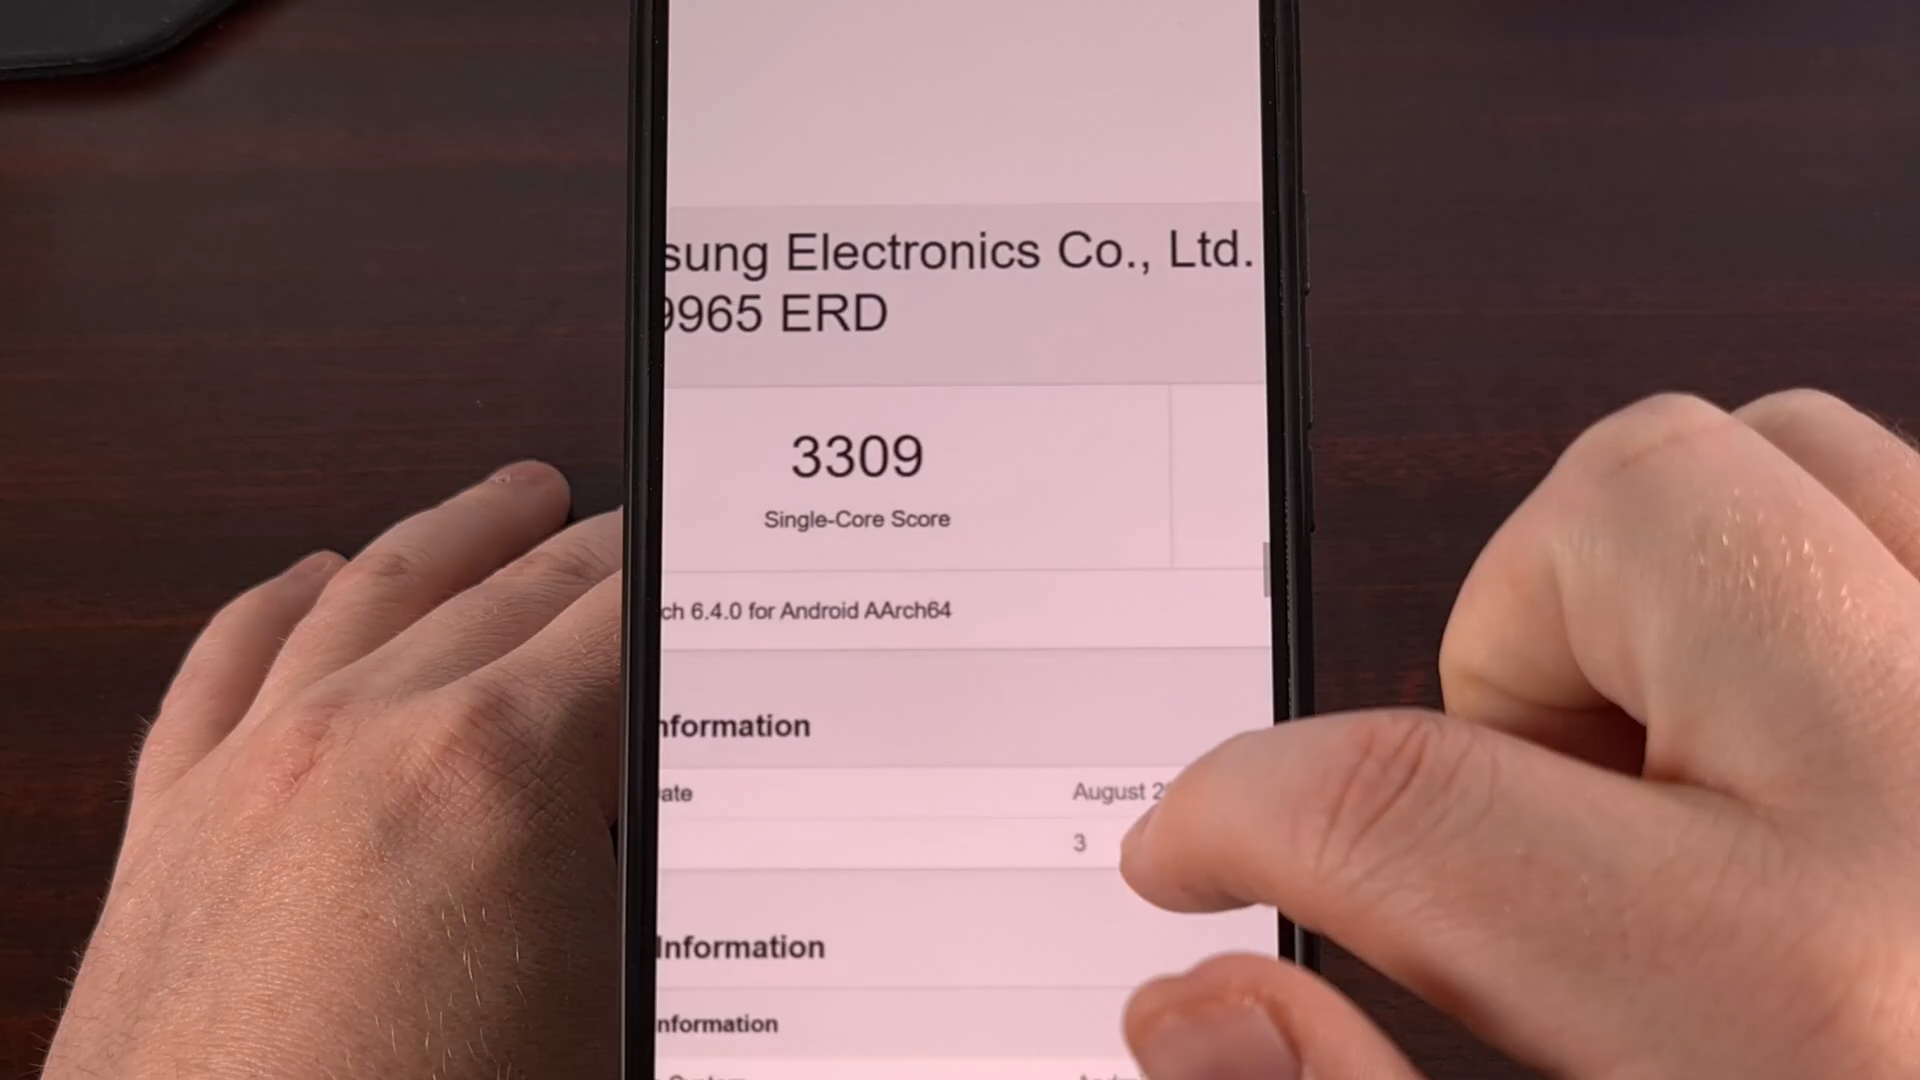 sung Electronics Co., Ltd.
9965 ERD
3309
Single-Core Score
ch 6.4.0 for Android AArch64
nformation
ate August 2
3
Information
nformation